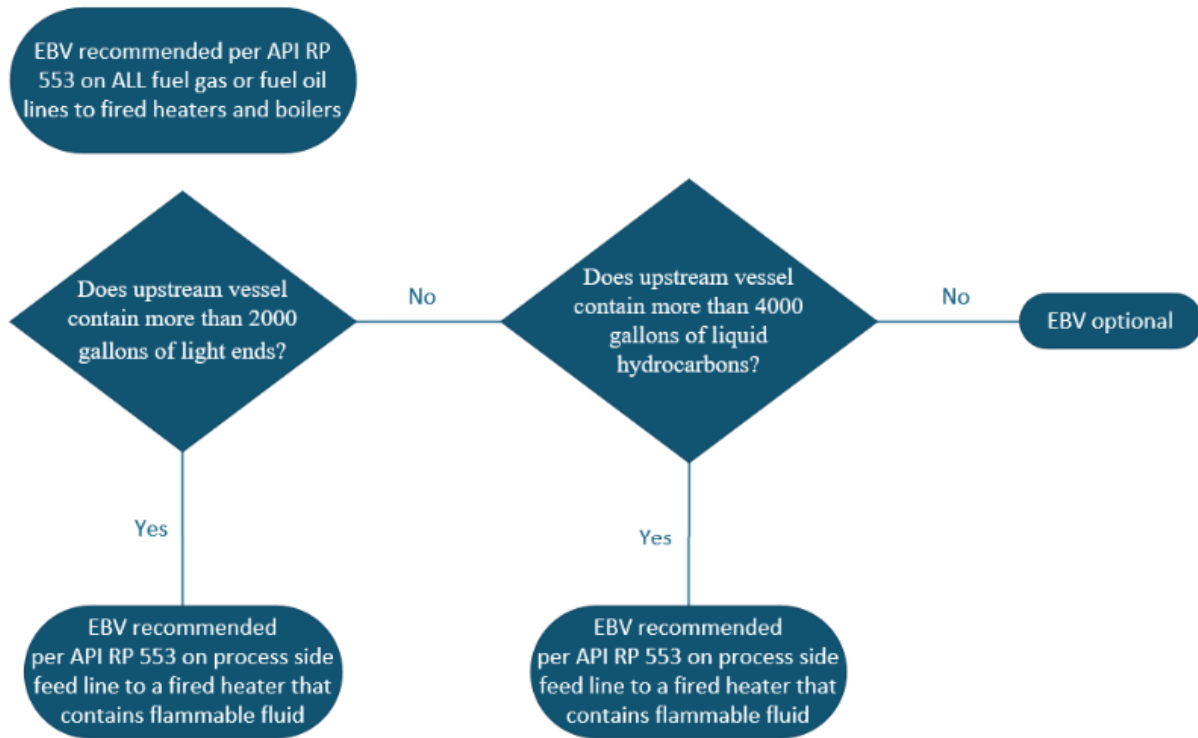 EBV recommended per API RP
553 on ALL fuel gas or fuel oil
lines to fired heaters and boilers
Does upstream vessel
contain more than 2000
gallons of light ends?
No
Does upstream vessel
contain more than 4000
gallons of liquid
hydrocarbons?
No
EBV optional
Yes
Yes
EBV recommended
per API RP 553 on process side
feed line to a fired heater that
contains flammable fluid
EBV recommended
per API RP 553 on process side
feed line to a fired heater that
contains flammable fluid